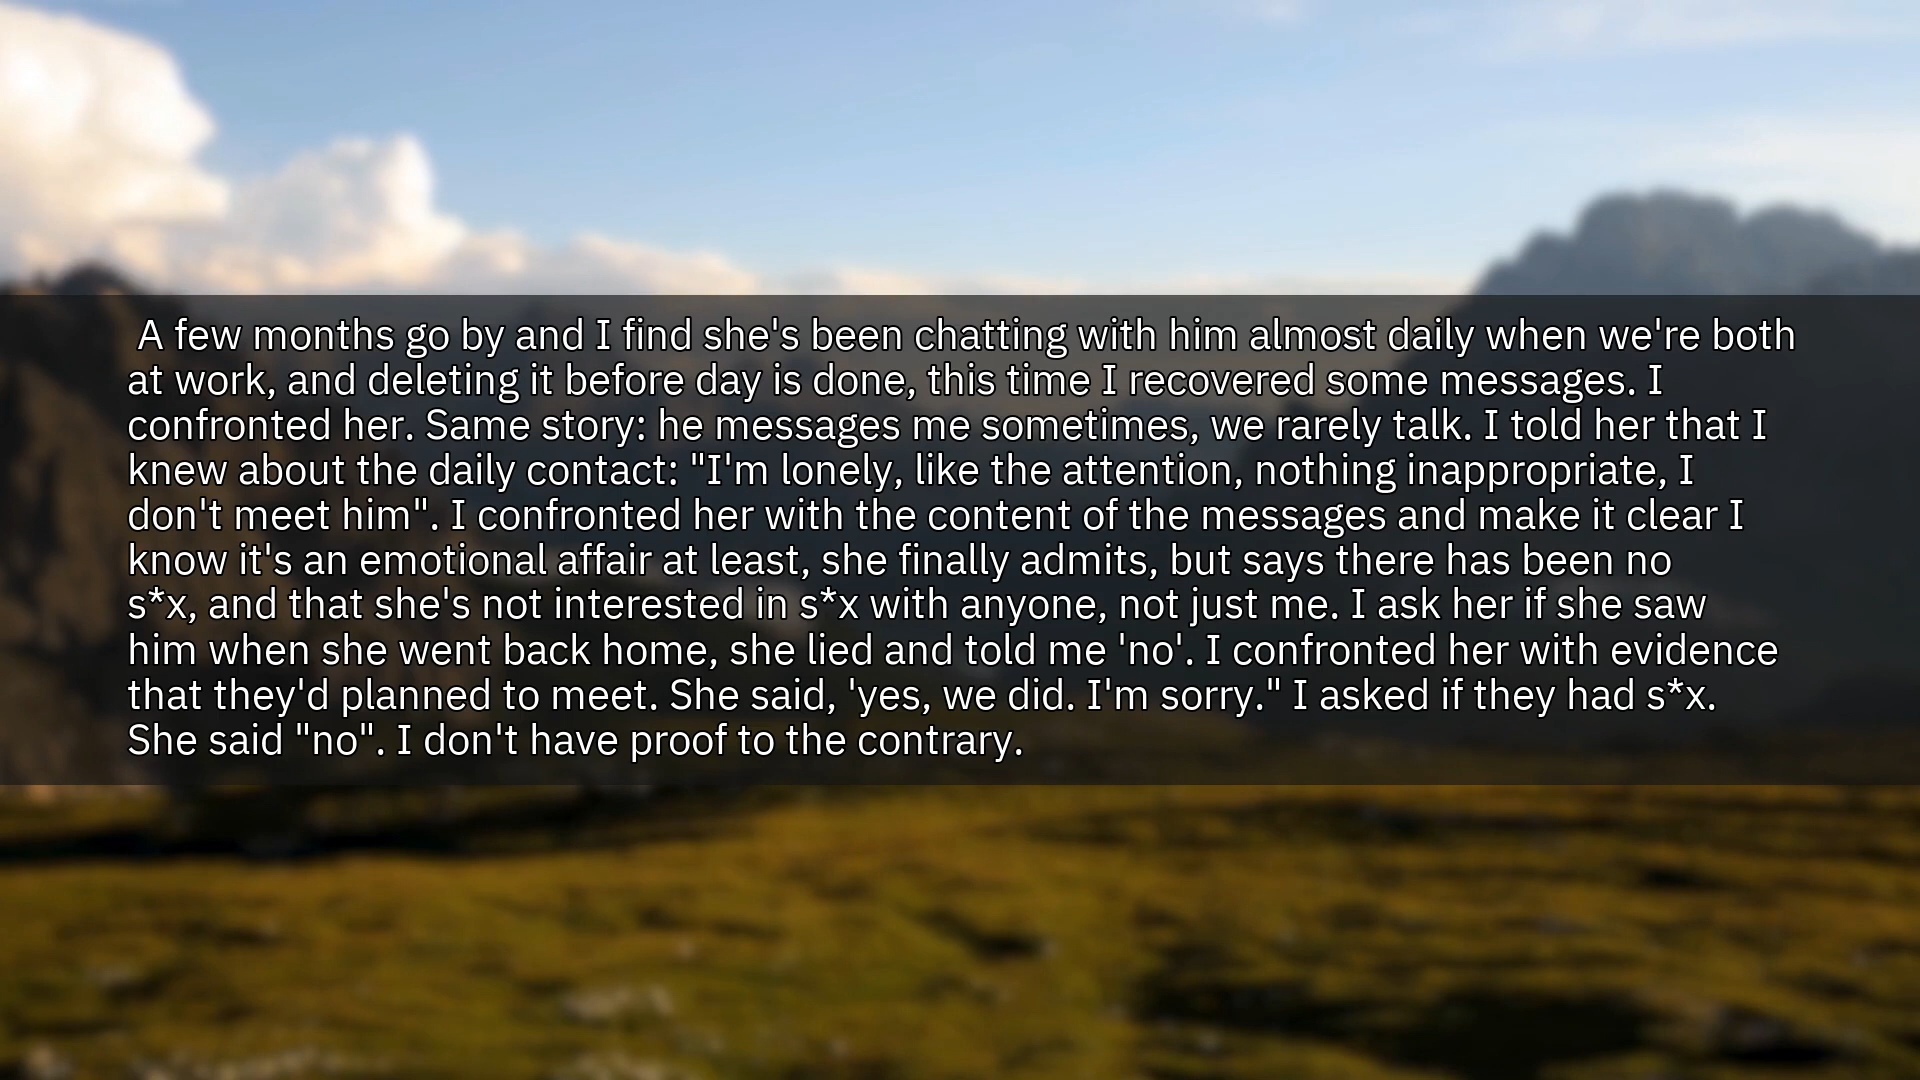 A few months go by and I find she's been chatting with him almost daily when we're both
at work, and deleting it before day is done, this time I recovered some messages. I
confronted her. Same story: he messages me sometimes, we rarely talk. I told her that I
knew about the daily contact: "I'm lonely, like the attention, nothing inappropriate, I
don't meet him". I confronted her with the content of the messages and make it clear I
know it's an emotional affair at least, she finally admits, but says there has been no
s*x, and that she's not interested in s*x with anyone, not just me. I ask her if she saw
him when she went back home, she lied and told me 'no'. I confronted her with evidence
that they'd planned to meet. She said, 'yes, we did. I'm sorry." I asked if they had s*x.
She said "no". I don't have proof to the contrary.